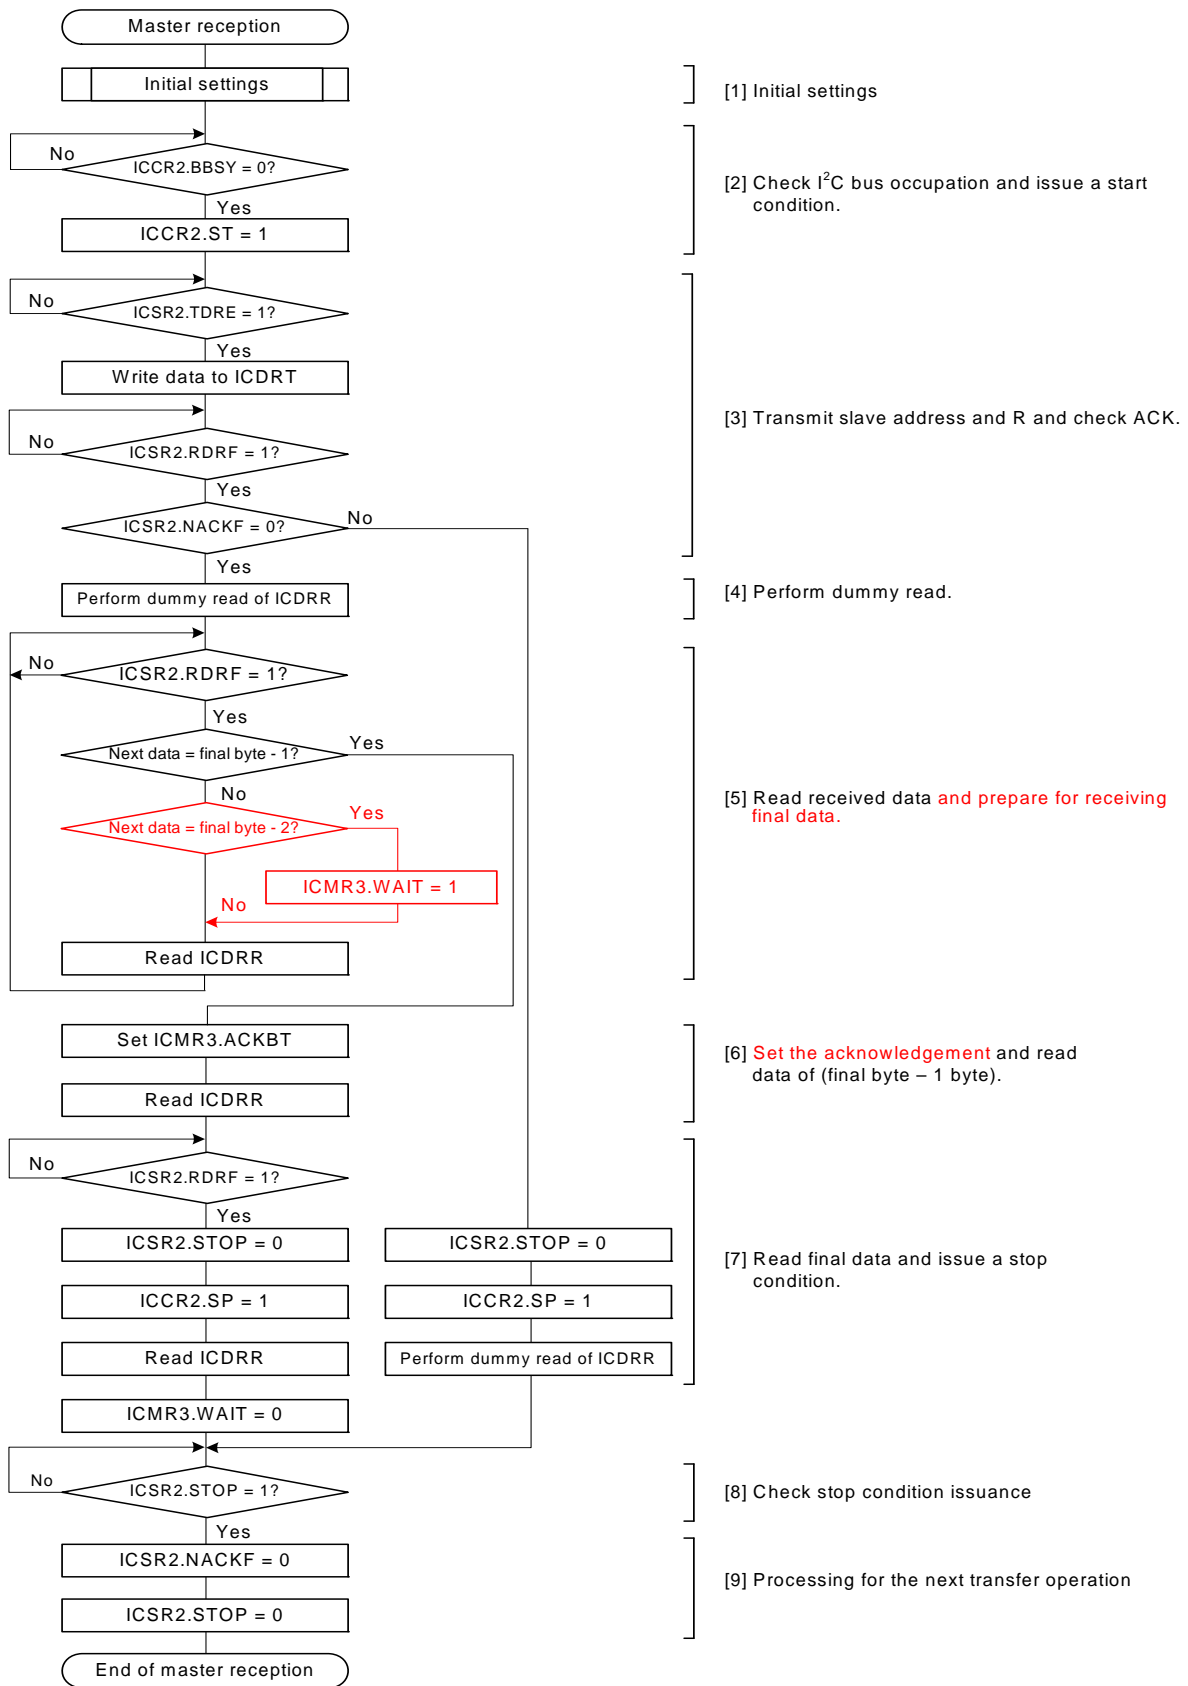 Master reception
Initial settings
[1] Initial settings
No
ICCR2.BBSY = 0?
Yes
ICCR2.ST = 1
[2] Check I²C bus occupation and issue a start
condition.
No
ICSR2.TDRE = 1?
Yes
Write data to ICDRT
No
ICSR2.RDRF = 1?
Yes
ICSR2.NACKF = 0?
No
Yes
[3] Transmit slave address and R and check ACK.
Perform dummy read of ICDRR
[4] Perform dummy read.
No
ICSR2.RDRF = 1?
Yes
Next data = final byte - 1?
Yes
No
Next data = final byte - 2?
Yes
ICMR3.WAIT = 1
No
Read ICDRR
[5] Read received data and prepare for receiving
final data.
Set ICMR3.ACKBT
Read ICDRR
[6] Set the acknowledgement and read
data of (final byte – 1 byte).
No
ICSR2.RDRF = 1?
Yes
ICSR2.STOP = 0
ICCR2.SP = 1
Read ICDRR
ICMR3.WAIT = 0
ICSR2.STOP = 0
ICCR2.SP = 1
Perform dummy read of ICDRR
[7] Read final data and issue a stop
condition.
No
ICSR2.STOP = 1?
Yes
[8] Check stop condition issuance
ICSR2.NACKF = 0
ICSR2.STOP = 0
[9] Processing for the next transfer operation
End of master reception